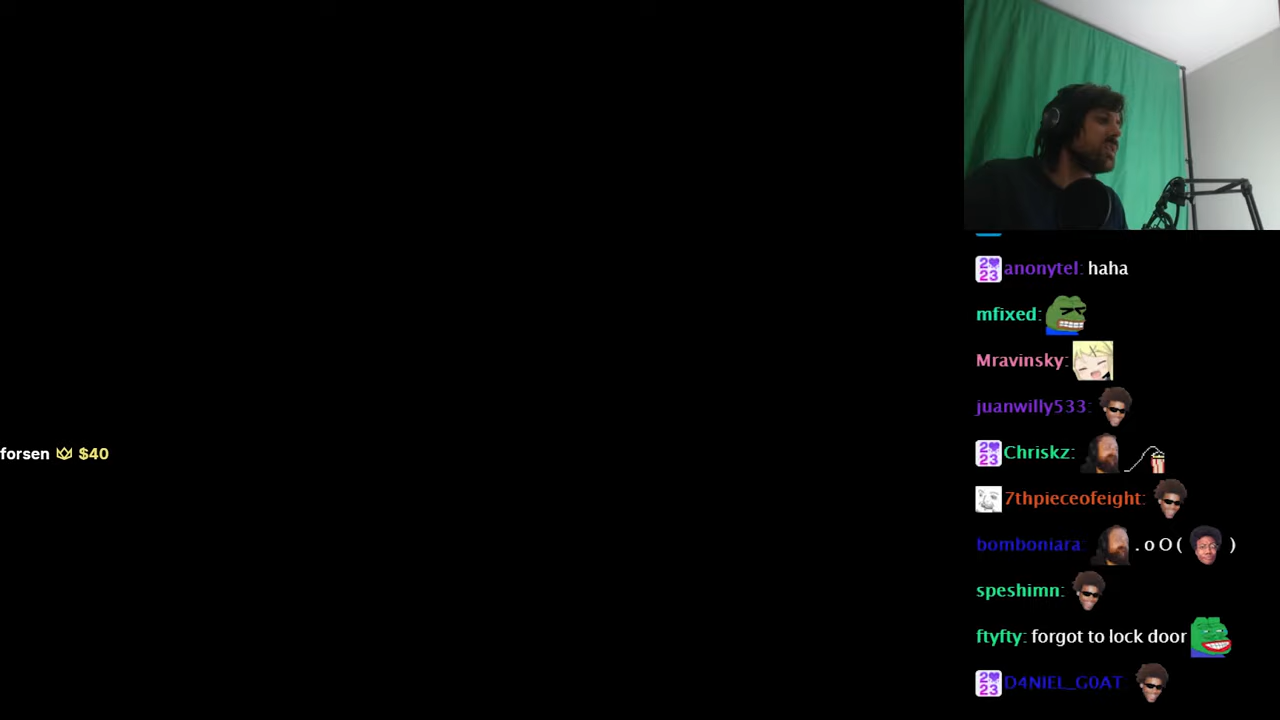 anonytel: haha
mfixed:
Mravinsky:
juanwilly533:
forsen $40
Chriskz:
7thpieceofeight:
bomboniara: . o O ( )
speshimn:
ftyfty: forgot to lock door
D4NIEL_G0AT